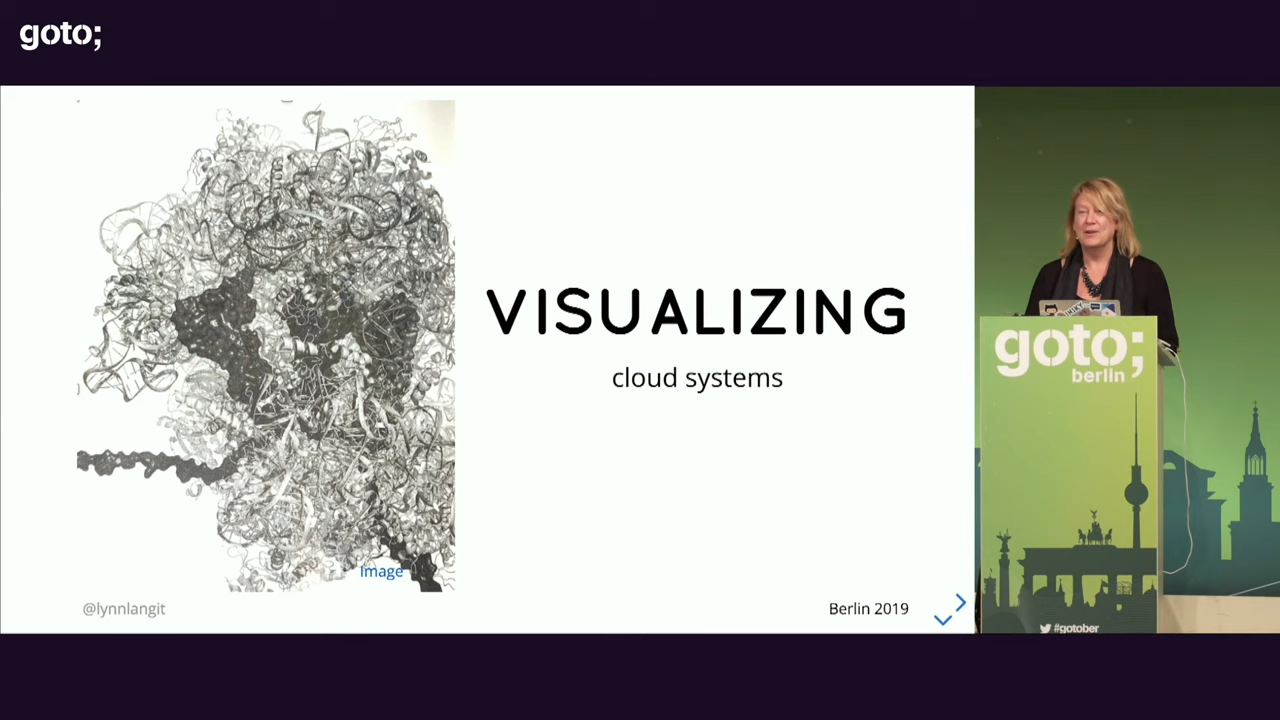 goto;
VISUALIZING
cloud systems
Image
@lynnlangit
Berlin 2019
goto;
berlin
#gotober